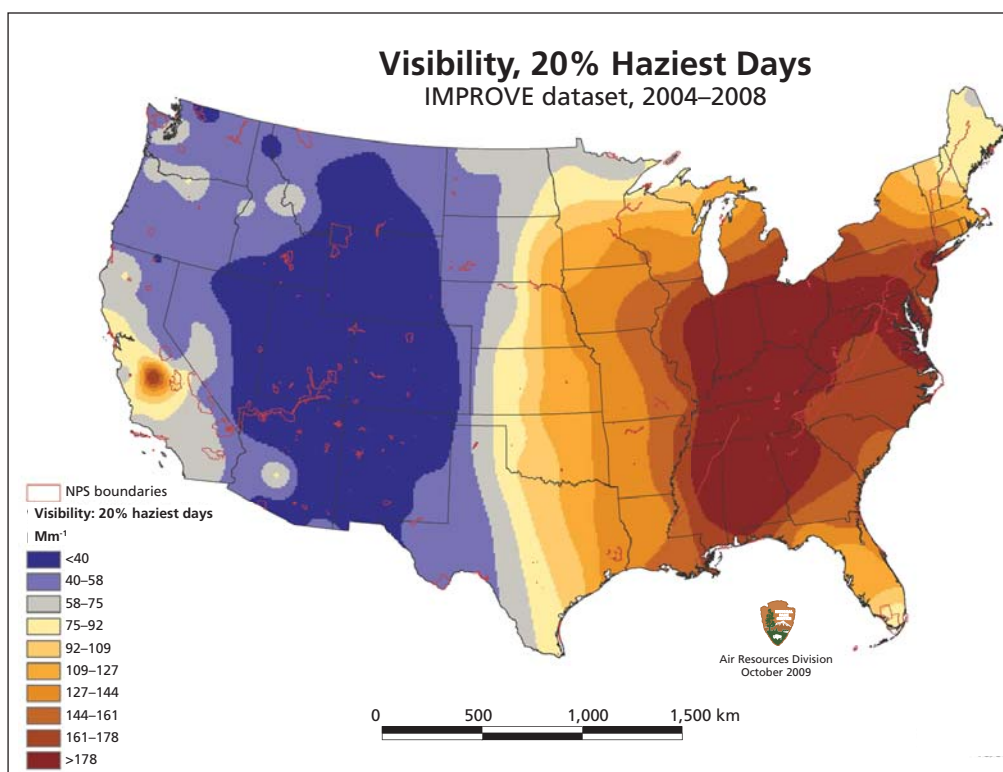 Visibility, 20% Haziest Days
IMPROVE dataset, 2004–2008
NPS boundaries
Visibility: 20% haziest days
Mm⁻¹
<40
40–58
58–75
75–92
92–109
109–127
127–144
144–161
161–178
>178
Air Resources Division
October 2009
0 500 1,000 1,500 km